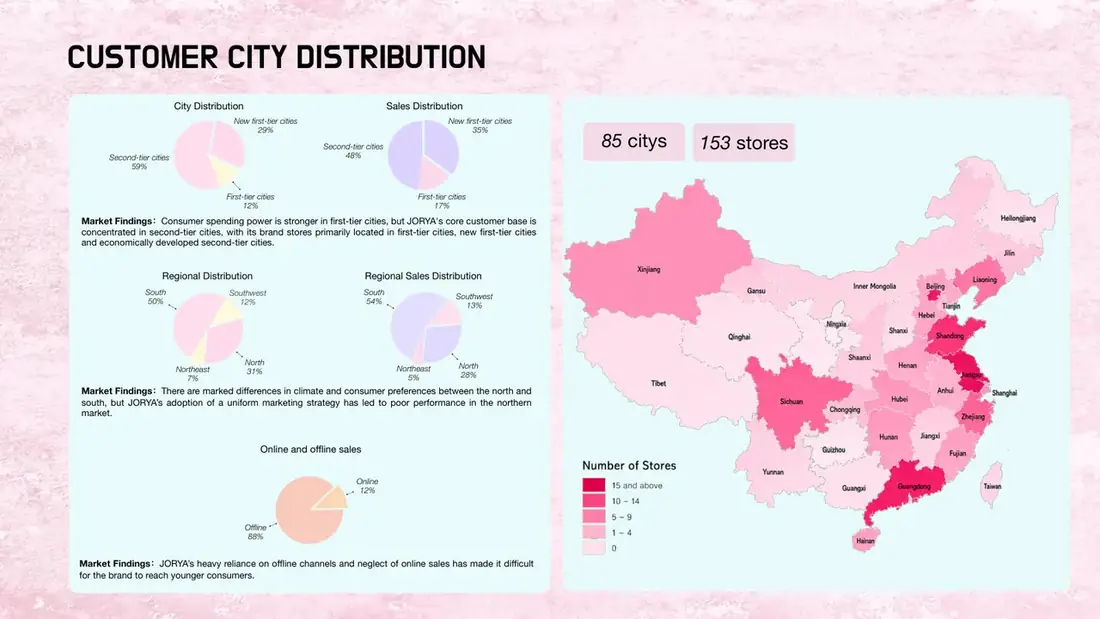 CUSTOMER CITY DISTRIBUTION
City Distribution
New first-tier cities
29%
Second-tier cities
59%
First-tier cities
12%
Sales Distribution
New first-tier cities
35%
Second-tier cities
48%
First-tier cities
17%
Market Findings: Consumer spending power is stronger in first-tier cities, but JORYA's core customer base is
concentrated in second-tier cities, with its brand stores primarily located in first-tier cities, new first-tier cities
and economically developed second-tier cities.
Regional Distribution
South
50%
Southwest
12%
North
31%
Northeast
7%
Regional Sales Distribution
South
54%
Southwest
13%
North
28%
Northeast
5%
Market Findings: There are marked differences in climate and consumer preferences between the north and
south, but JORYA's adoption of a uniform marketing strategy has led to poor performance in the northern
market.
Online and offline sales
Online
12%
Offline
88%
Market Findings: JORYA's heavy reliance on offline channels and neglect of online sales has made it difficult
for the brand to reach younger consumers.
85 citys
153 stores
Heilongjiang
Jilin
Xinjiang
Liaoning
Inner Mongolia
Beijing
Gansu
Tianjin
Hebei
Ningxia
Shanxi
Shandong
Qinghai
Shaanxi
Henan
Jiangsu
Tibet
Anhui
Shanghai
Sichuan
Hubei
Chongqing
Zhejiang
Hunan
Jiangxi
Guizhou
Fujian
Yunnan
Guangxi
Guangdong
Taiwan
Hainan
Number of Stores
15 and above
10 – 14
5 – 9
1 – 4
0